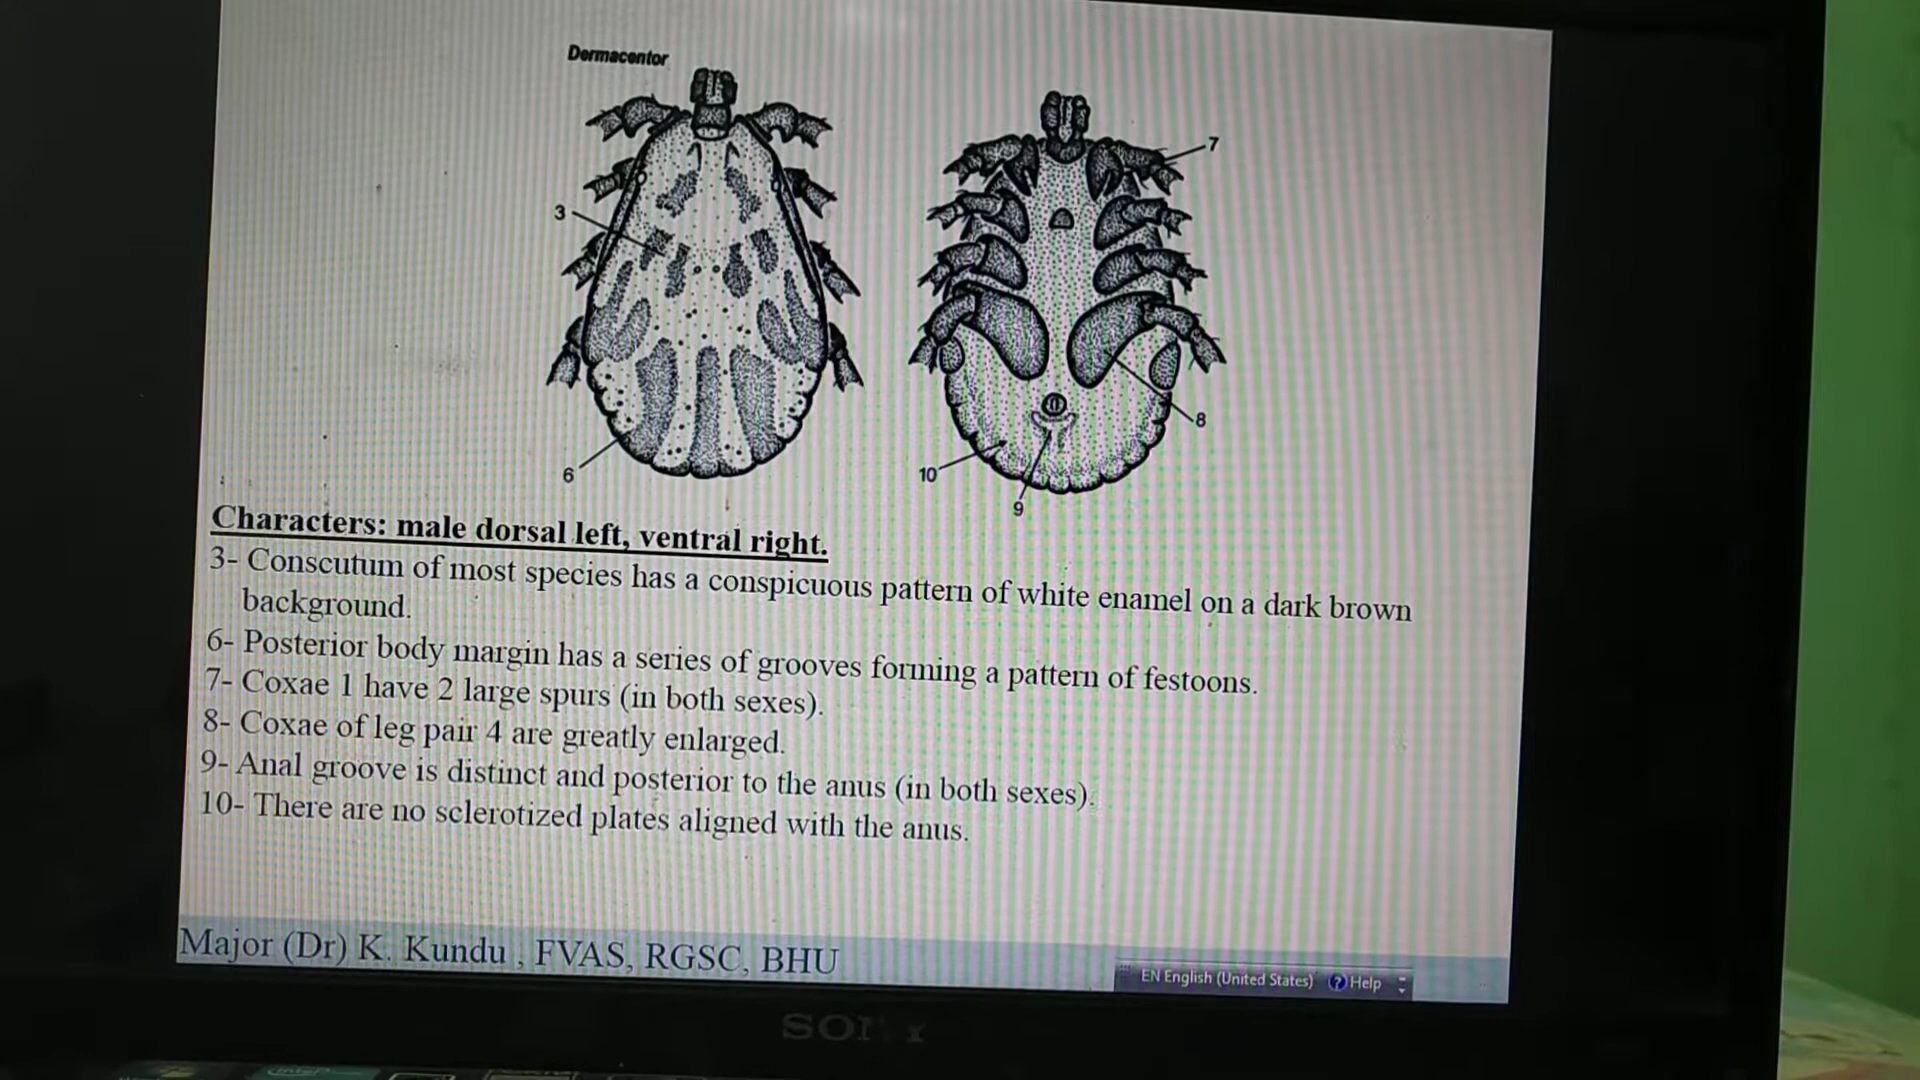 Dermacentor
3
6
7
8
10
9
Characters: male dorsal left, ventral right.
3- Conscutum of most species has a conspicuous pattern of white enamel on a dark brown
background.
6- Posterior body margin has a series of grooves forming a pattern of festoons.
7- Coxae 1 have 2 large spurs (in both sexes).
8- Coxae of leg pair 4 are greatly enlarged.
9- Anal groove is distinct and posterior to the anus (in both sexes).
10- There are no sclerotized plates aligned with the anus.
Major (Dr) K. Kundu , FVAS, RGSC, BHU
EN English (United States) ? Help
SONY